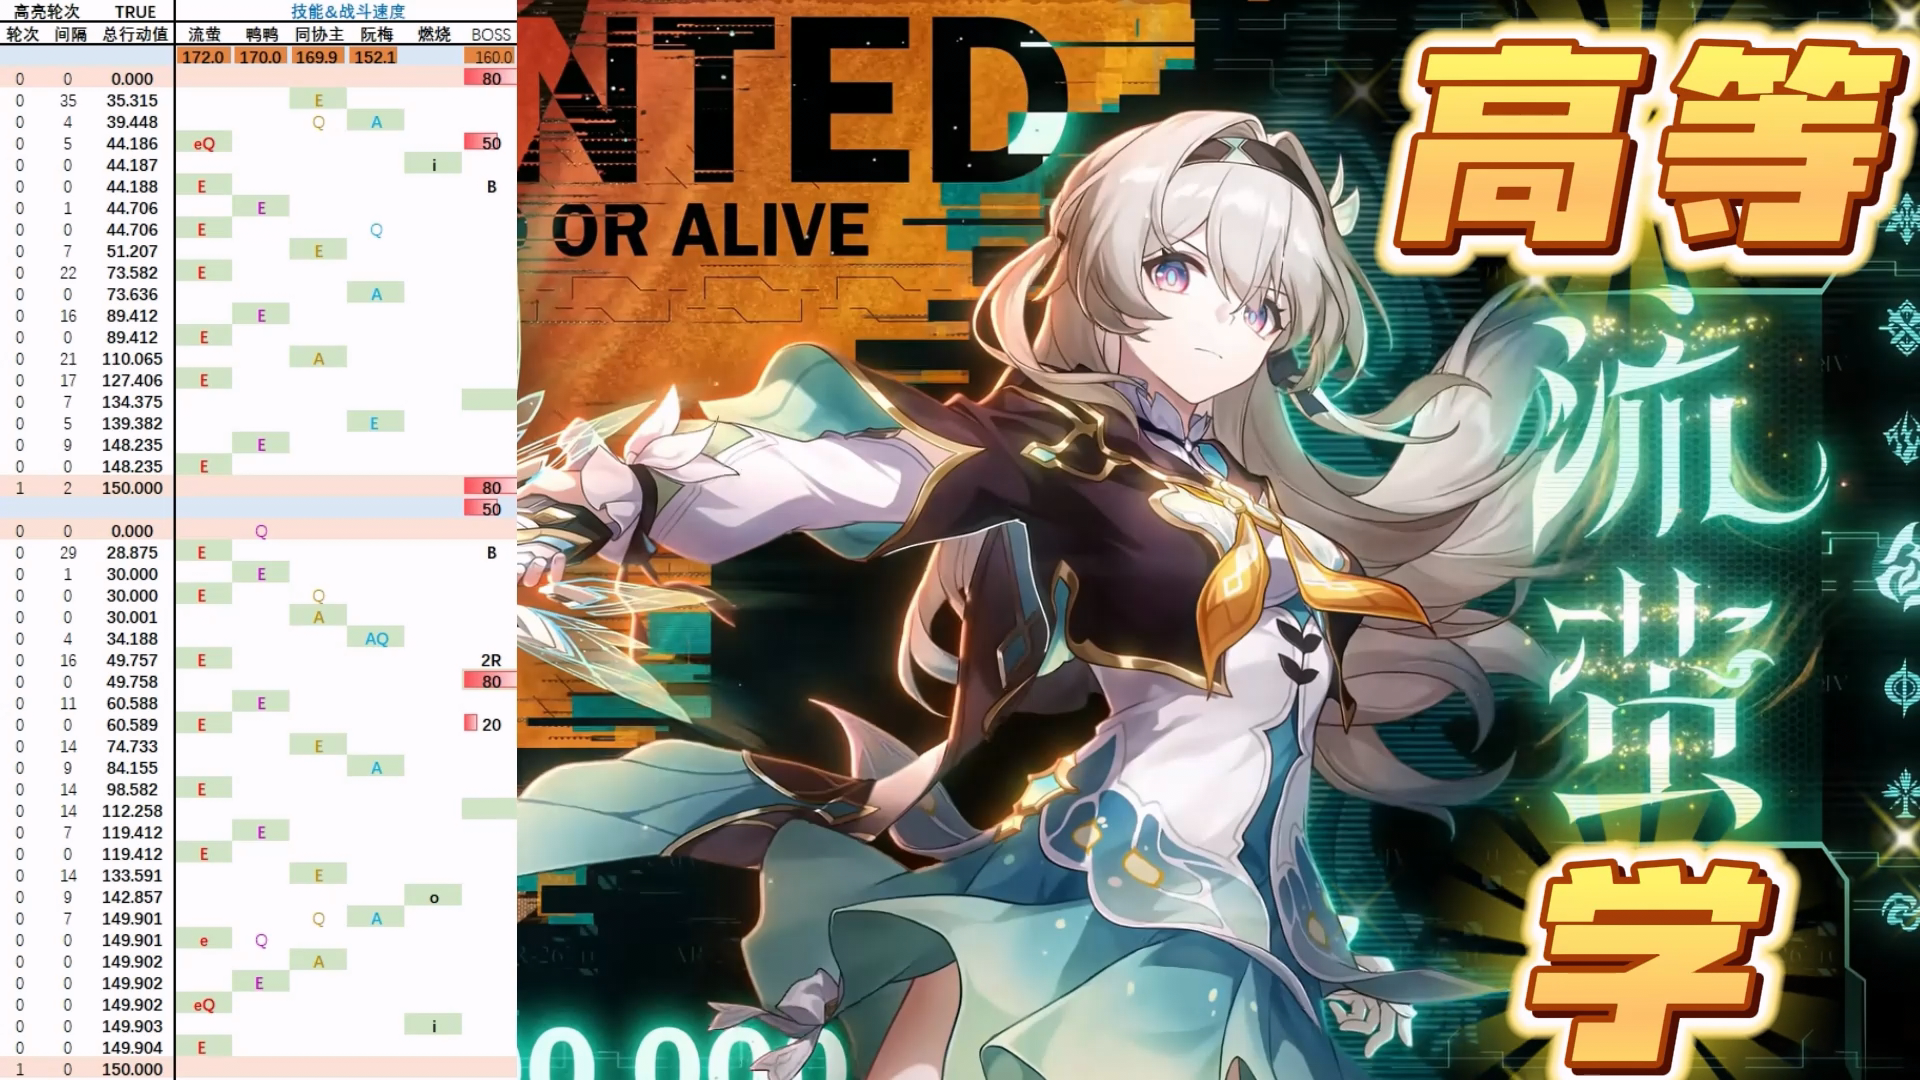 高亮轮次 TRUE 技能&战斗速度
轮次 间隔 总行动值 流萤 鸭鸭 同协主 阮梅 燃烧 BOSS
172.0 170.0 169.9 152.1 160.0
0 0 0.000 80
0 35 35.315 E
0 4 39.448 Q A
0 5 44.186 eQ 50
0 0 44.187 i
0 0 44.188 E B
0 1 44.706 E
0 0 44.706 E Q
0 7 51.207 E
0 22 73.582 E
0 0 73.636 A
0 16 89.412 E
0 0 89.412 E
0 21 110.065 A
0 17 127.406 E
0 7 134.375
0 5 139.382 E
0 9 148.235 E
0 0 148.235 E
1 2 150.000 80
50
0 0 0.000 Q
0 29 28.875 E B
0 1 30.000 E
0 0 30.000 E Q
0 0 30.001 A
0 4 34.188 AQ
0 16 49.757 E 2R
0 0 49.758 80
0 11 60.588 E
0 0 60.589 E 20
0 14 74.733 E
0 9 84.155 A
0 14 98.582 E
0 14 112.258
0 7 119.412 E
0 0 119.412 E
0 14 133.591 E
0 9 142.857 o
0 7 149.901 Q A
0 0 149.901 e Q
0 0 149.902 A
0 0 149.902 E
0 0 149.902 eQ
0 0 149.903 i
0 0 149.904 E
1 0 150.000
NTED
OR ALIVE
高等
流萤
学